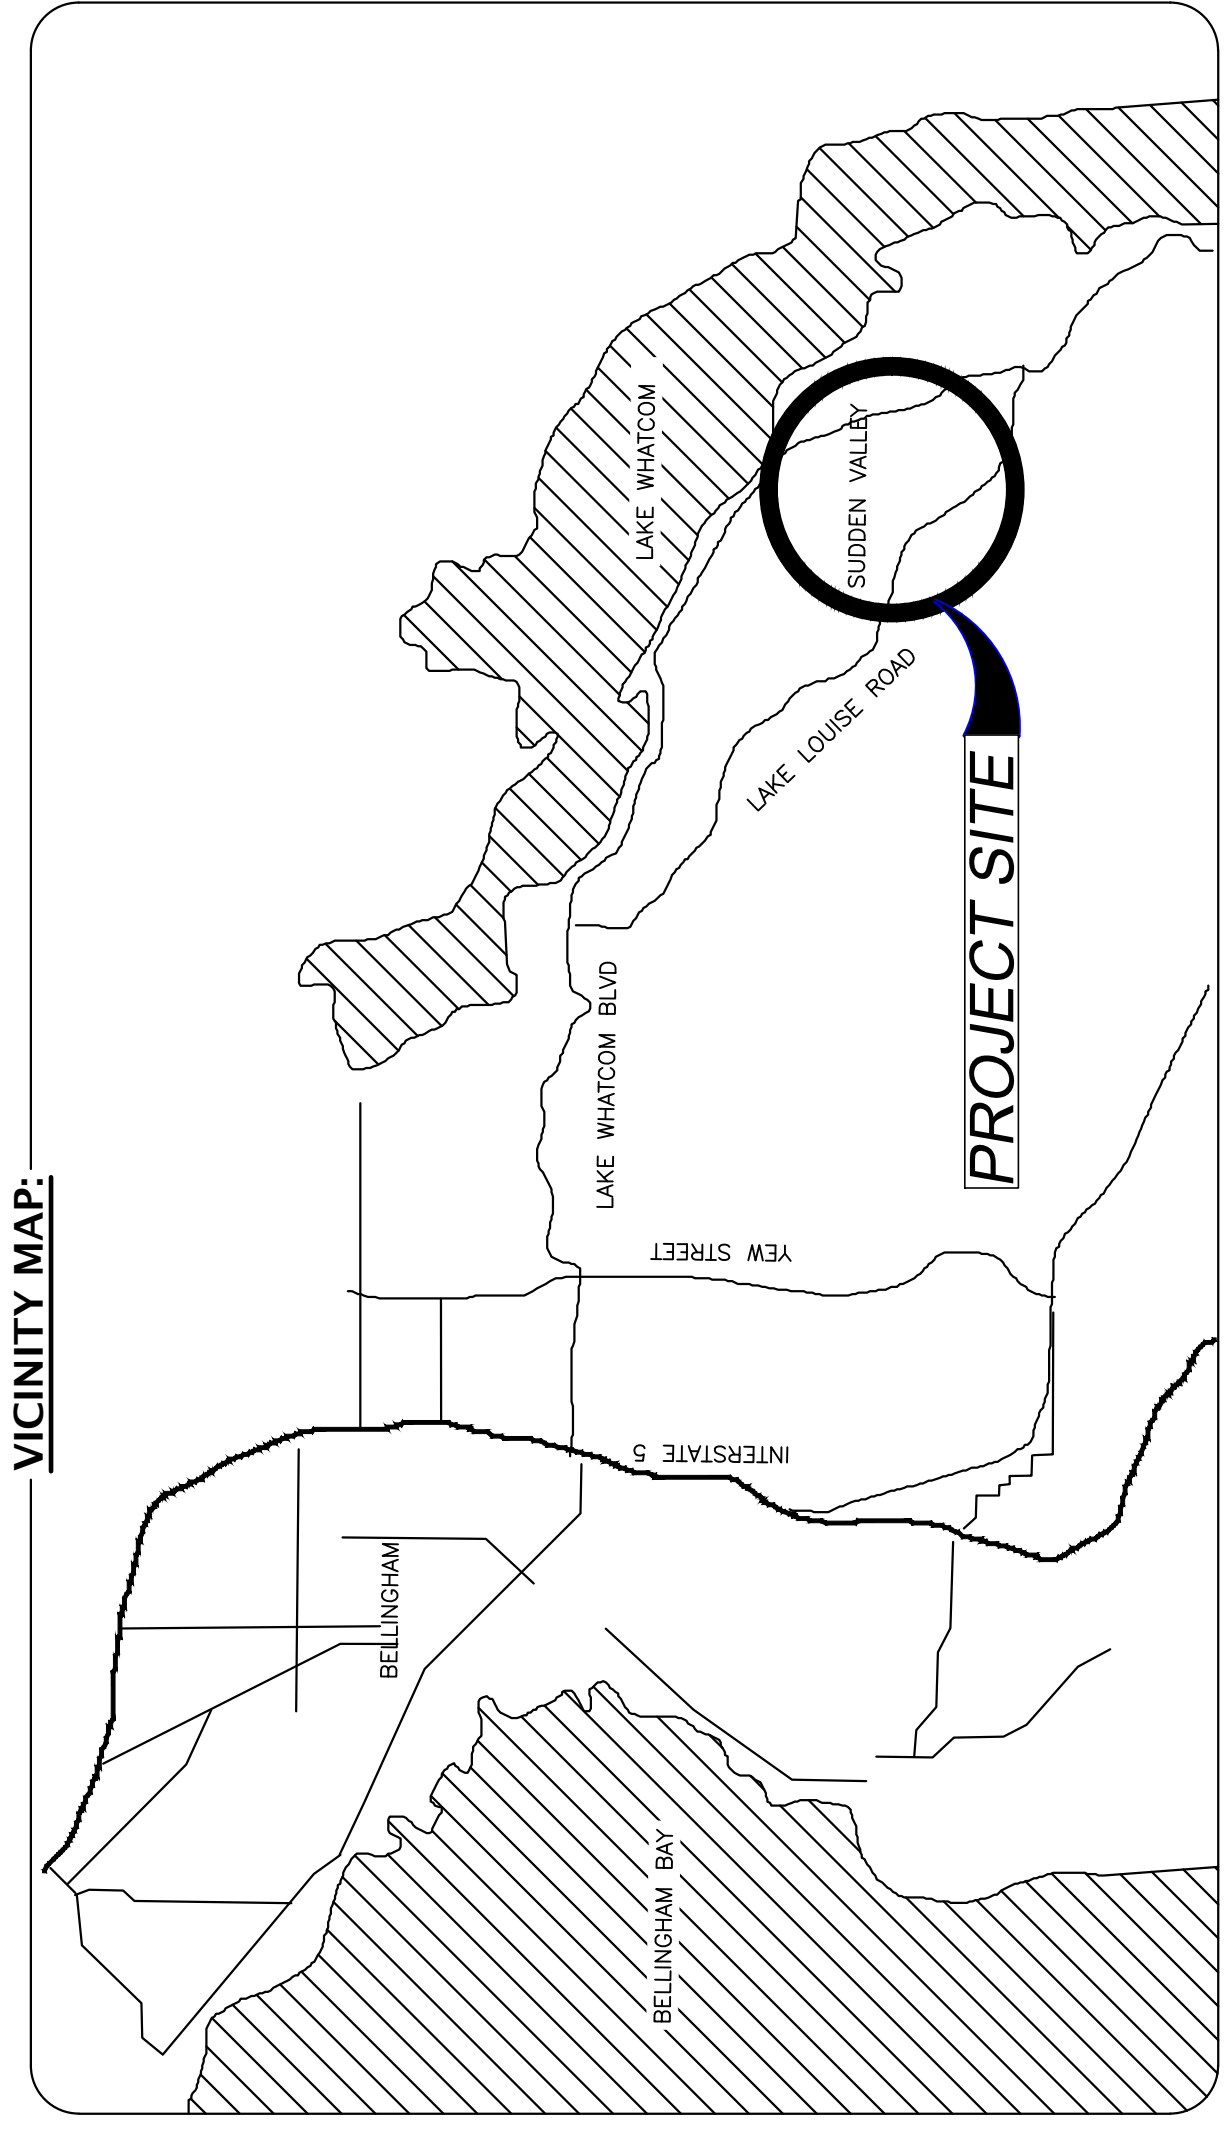 VICINITY MAP:
LAKE WHATCOM
SUDDEN VALLEY
LAKE LOUISE ROAD
PROJECT SITE
LAKE WHATCOM BLVD
YEW STREET
INTERSTATE 5
BELLINGHAM
BELLINGHAM BAY